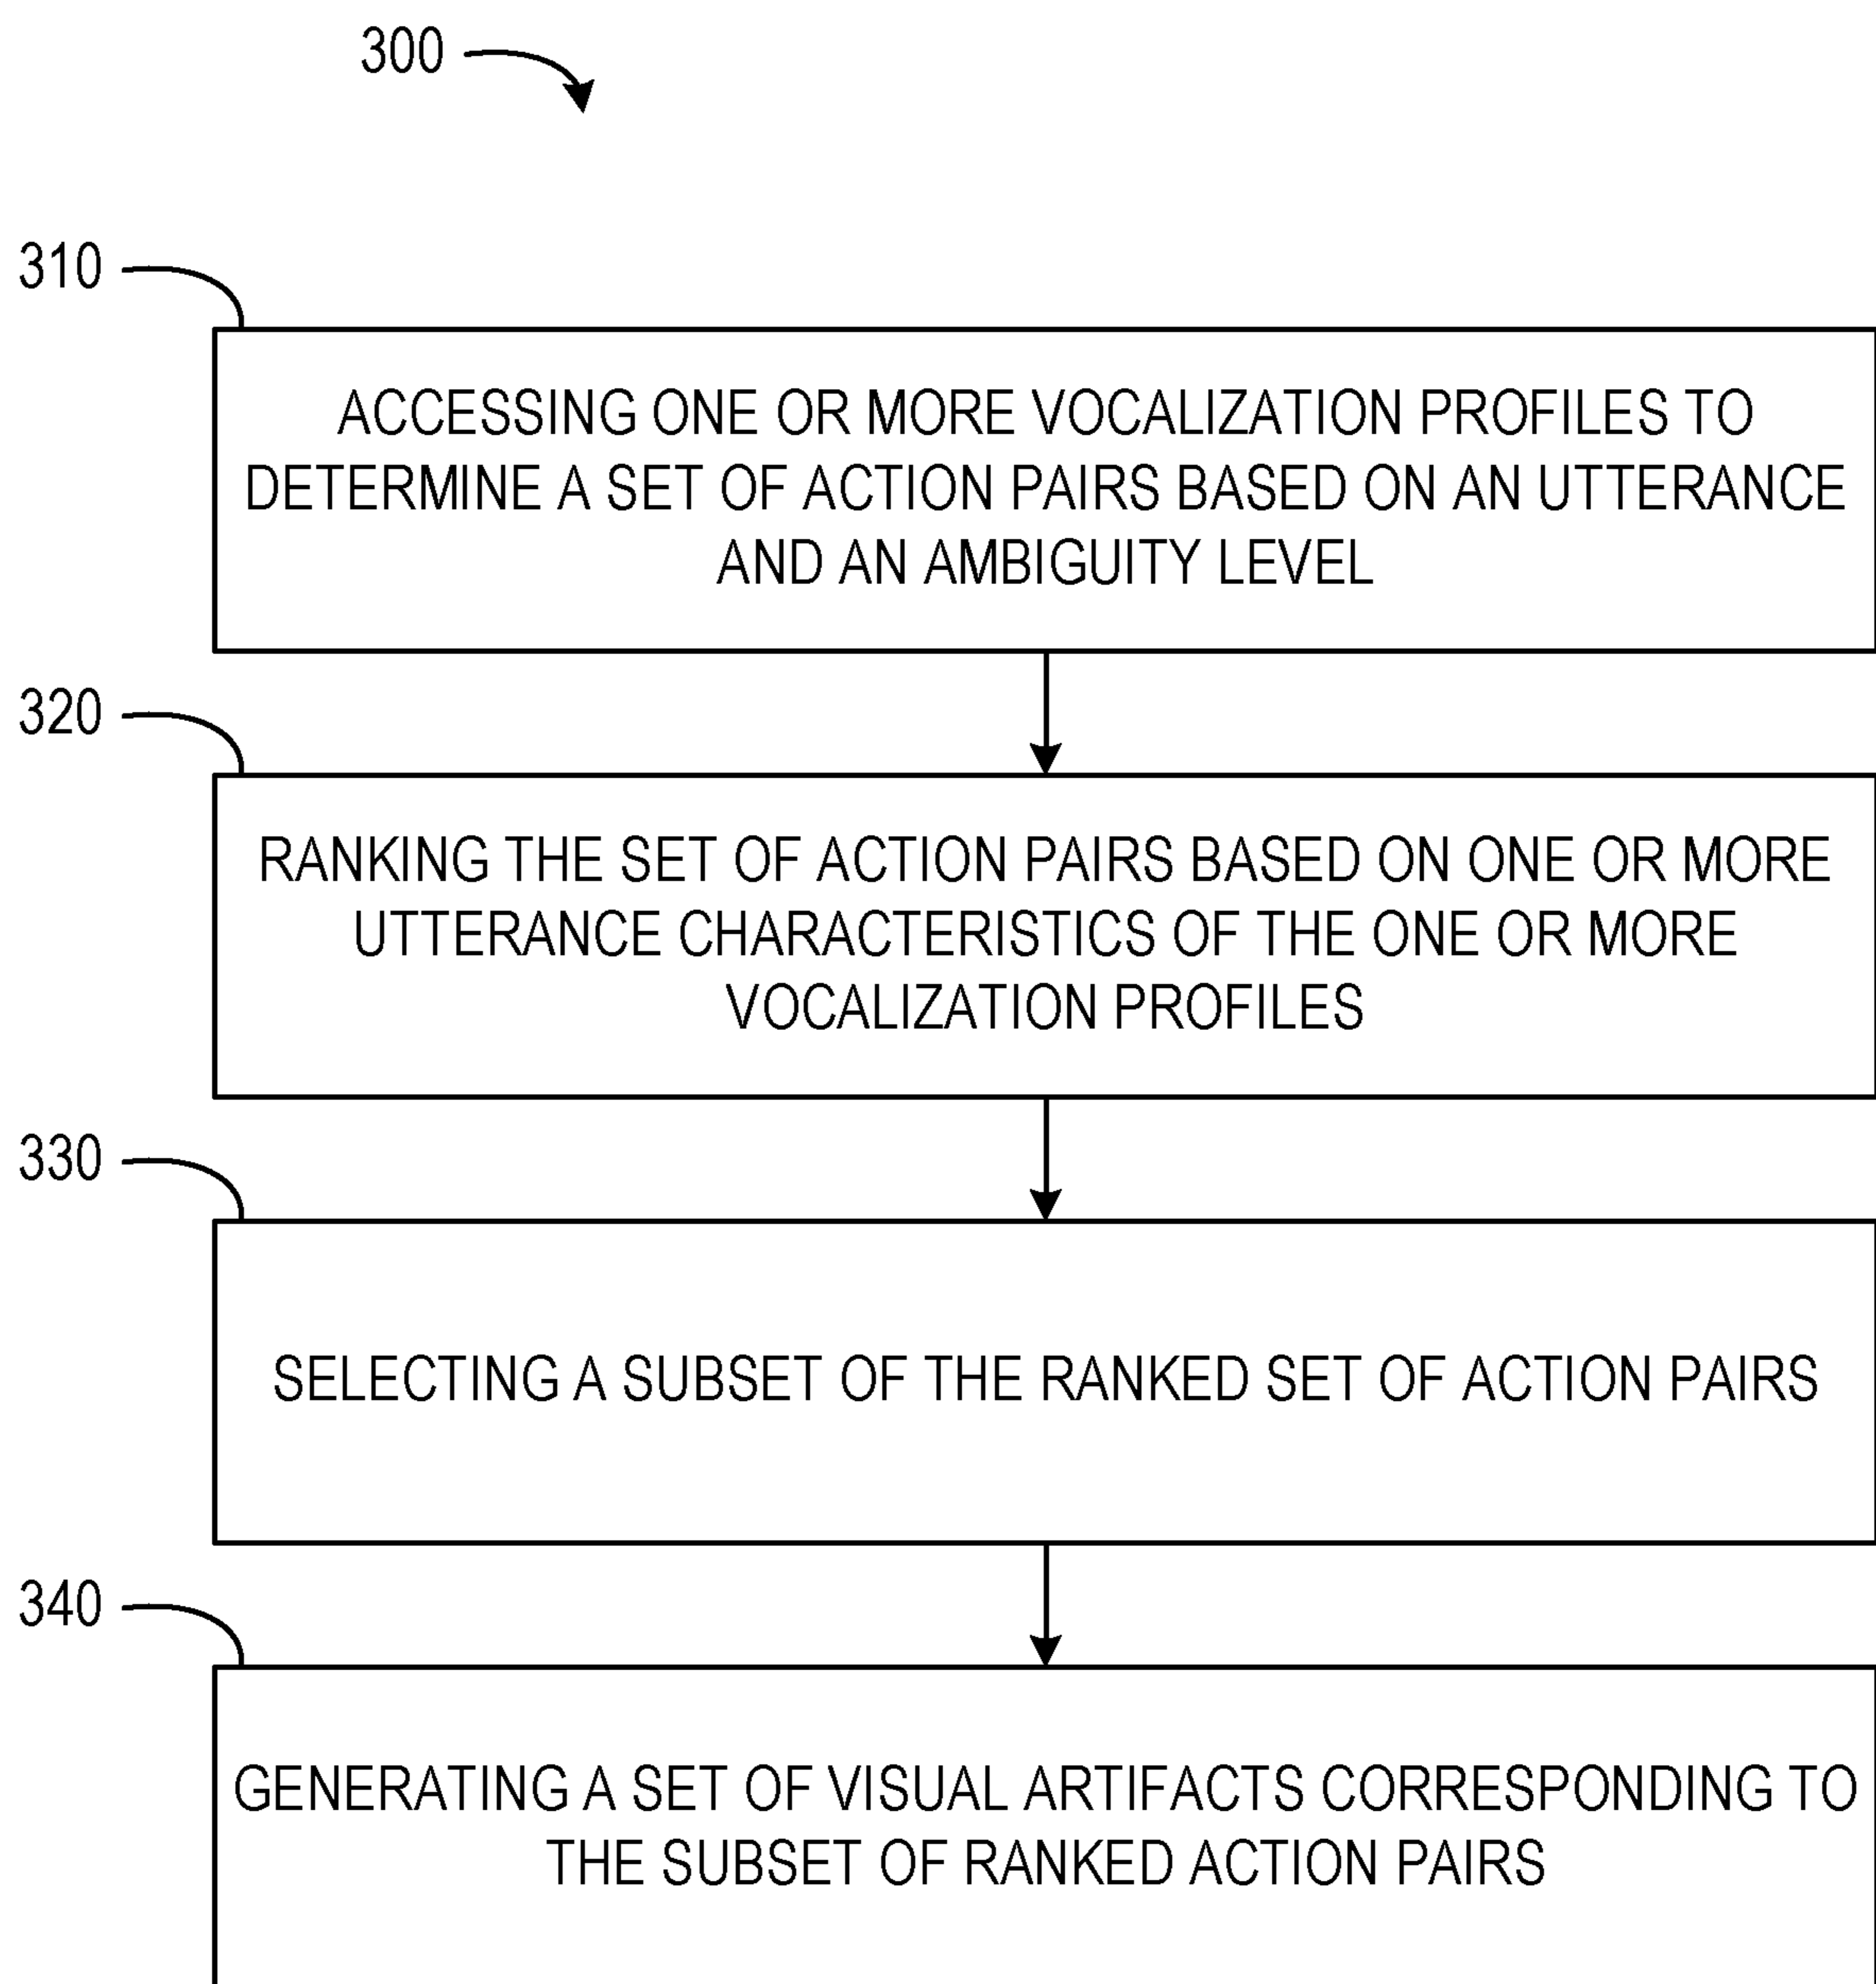 300
310
ACCESSING ONE OR MORE VOCALIZATION PROFILES TO
DETERMINE A SET OF ACTION PAIRS BASED ON AN UTTERANCE
AND AN AMBIGUITY LEVEL
320
RANKING THE SET OF ACTION PAIRS BASED ON ONE OR MORE
UTTERANCE CHARACTERISTICS OF THE ONE OR MORE
VOCALIZATION PROFILES
330
SELECTING A SUBSET OF THE RANKED SET OF ACTION PAIRS
340
GENERATING A SET OF VISUAL ARTIFACTS CORRESPONDING TO
THE SUBSET OF RANKED ACTION PAIRS